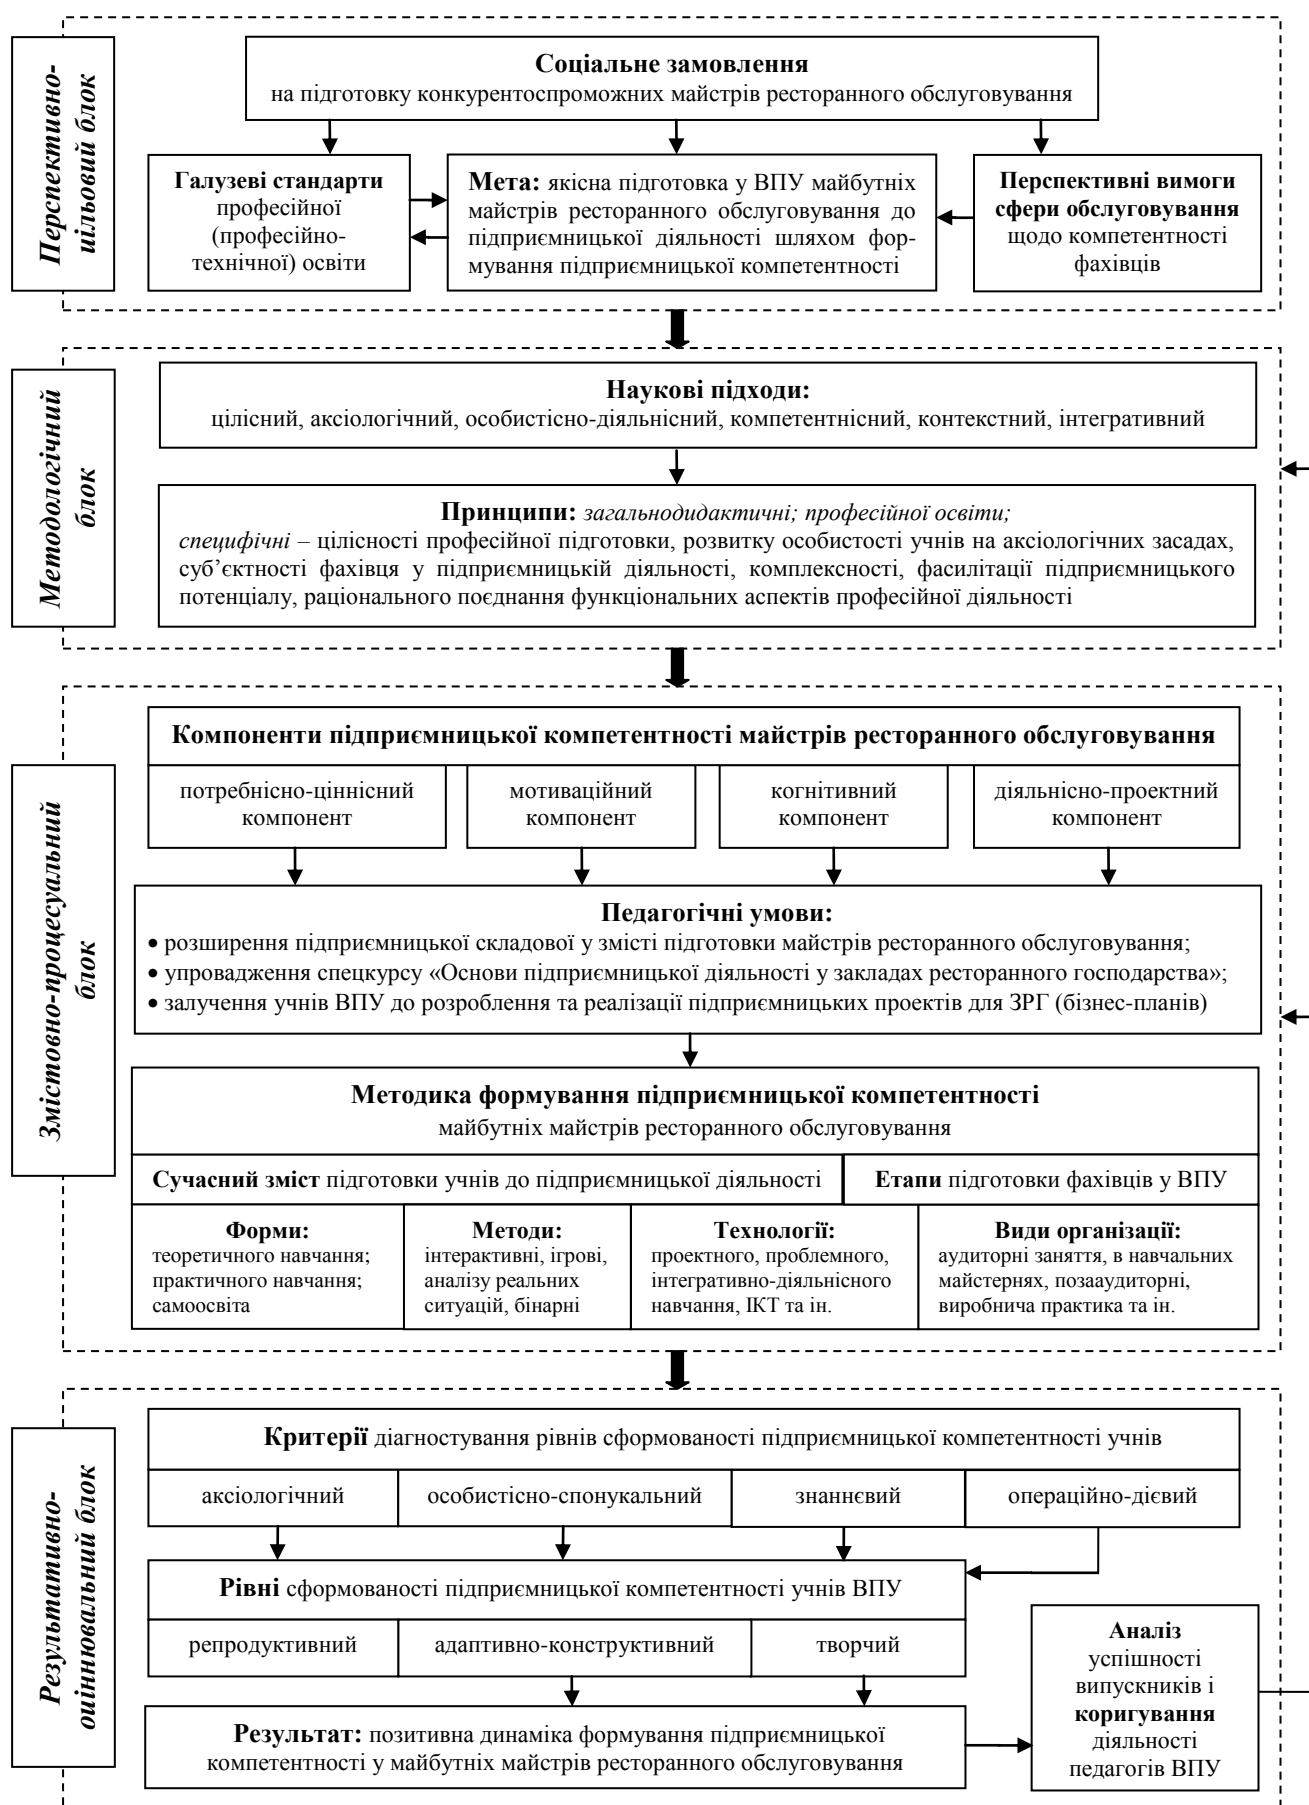 Перспективно-
цільовий блок
Соціальне замовлення
на підготовку конкурентоспроможних майстрів ресторанного обслуговування
Галузеві стандарти
професійної
(професійно-
технічної) освіти
Мета: якісна підготовка у ВПУ майбутніх
майстрів ресторанного обслуговування до
підприємницької діяльності шляхом фор-
мування підприємницької компетентності
Перспективні вимоги
сфери обслуговування
щодо компетентності
фахівців
Методологічний
блок
Наукові підходи:
цілісний, аксіологічний, особистісно-діяльнісний, компетентнісний, контекстний, інтегративний
Принципи: загальнодидактичні; професійної освіти;
специфічні – цілісності професійної підготовки, розвитку особистості учнів на аксіологічних засадах,
суб’єктності фахівця у підприємницькій діяльності, комплексності, фасилітації підприємницького
потенціалу, раціонального поєднання функціональних аспектів професійної діяльності
Змістовно-процесуальний
блок
Компоненти підприємницької компетентності майстрів ресторанного обслуговування
потребнісно-ціннісний
компонент
мотиваційний
компонент
когнітивний
компонент
діяльнісно-проектний
компонент
Педагогічні умови:
• розширення підприємницької складової у змісті підготовки майстрів ресторанного обслуговування;
• упровадження спецкурсу «Основи підприємницької діяльності у закладах ресторанного господарства»;
• залучення учнів ВПУ до розроблення та реалізації підприємницьких проектів для ЗРГ (бізнес-планів)
Методика формування підприємницької компетентності
майбутніх майстрів ресторанного обслуговування
Сучасний зміст підготовки учнів до підприємницької діяльності
Етапи підготовки фахівців у ВПУ
Форми:
теоретичного навчання;
практичного навчання;
самоосвіта
Методи:
інтерактивні, ігрові,
аналізу реальних
ситуацій, бінарні
Технології:
проектного, проблемного,
інтегративно-діяльнісного
навчання, ІКТ та ін.
Види організації:
аудиторні заняття, в навчальних
майстернях, позааудиторні,
виробнича практика та ін.
Результативно-
оцінювальний блок
Критерії діагностування рівнів сформованості підприємницької компетентності учнів
аксіологічний
особистісно-спонукальний
знаннєвий
операційно-дієвий
Рівні сформованості підприємницької компетентності учнів ВПУ
репродуктивний
адаптивно-конструктивний
творчий
Результат: позитивна динаміка формування підприємницької
компетентності у майбутніх майстрів ресторанного обслуговування
Аналіз
успішності
випускників і
коригування
діяльності
педагогів ВПУ